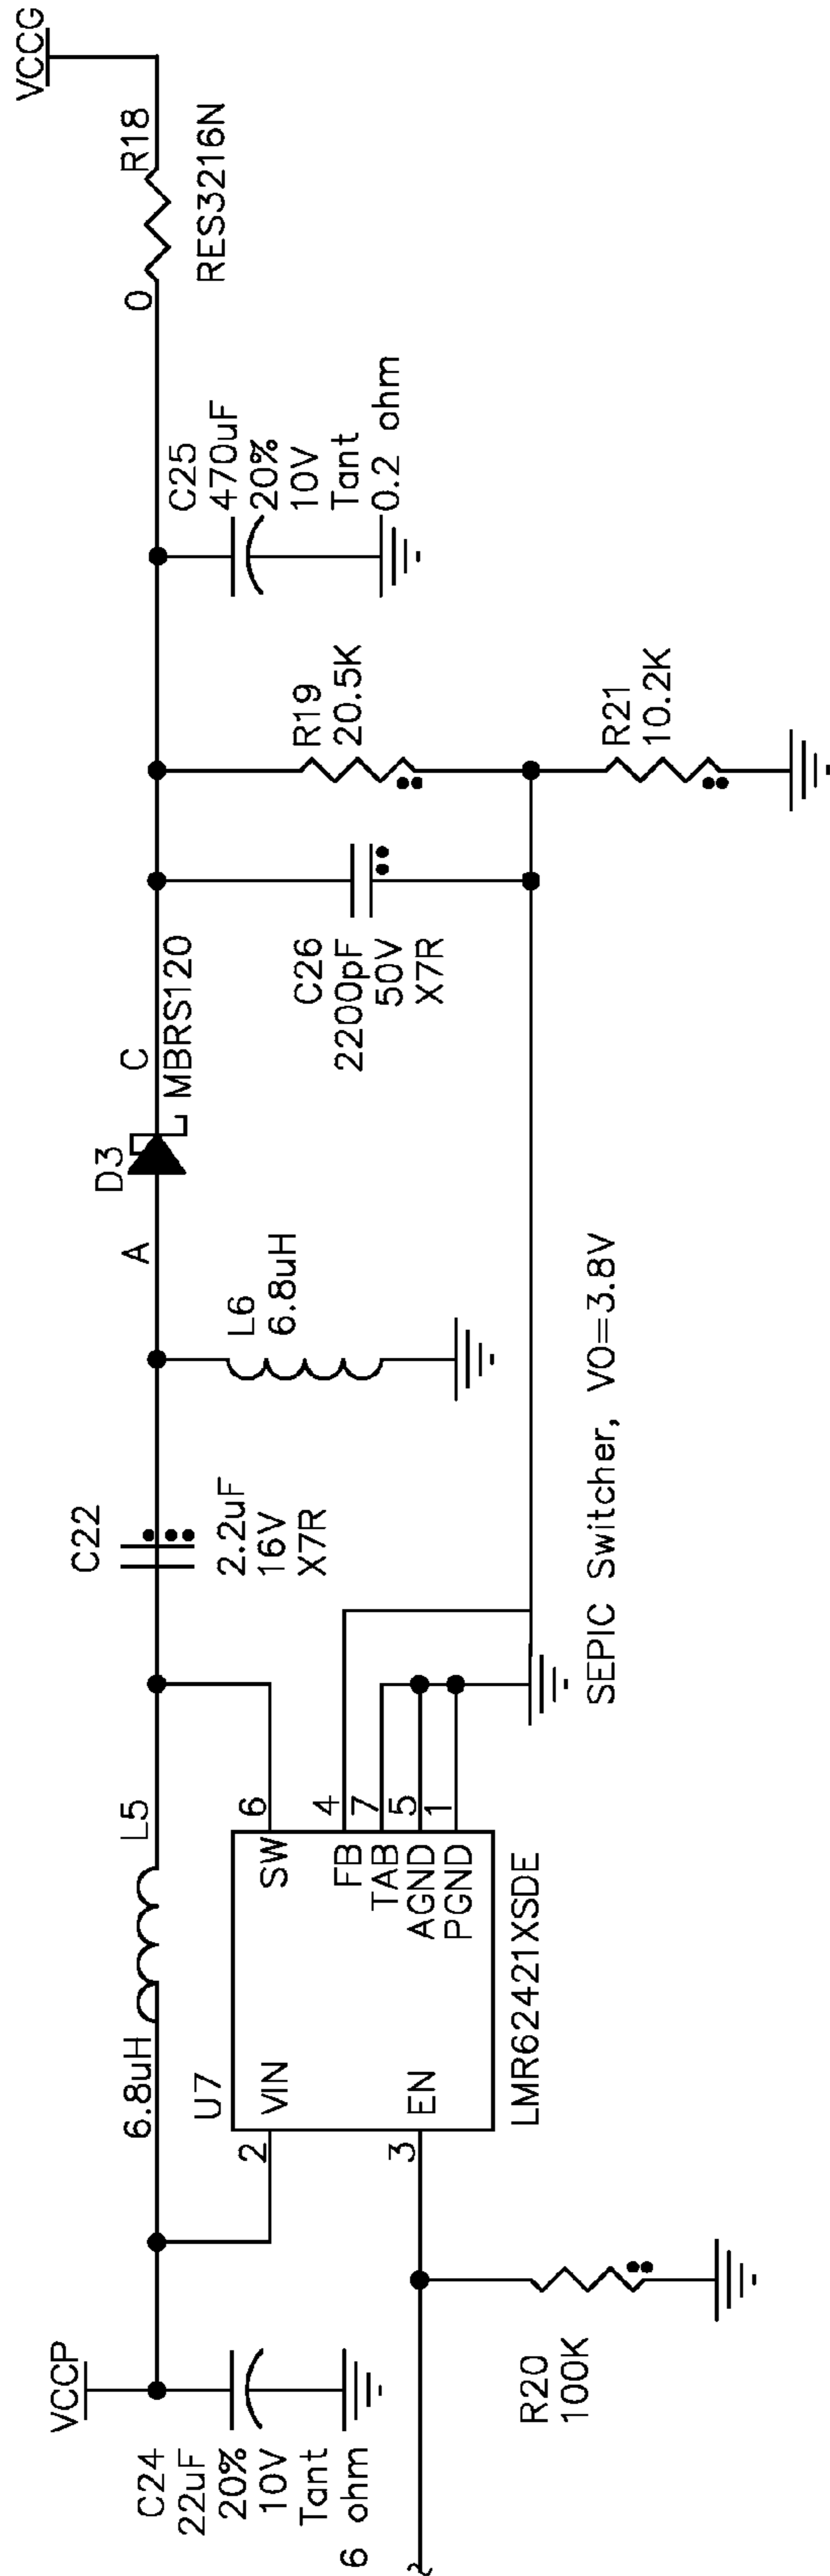 VCCP
C24
22uF
20%
10V
Tant
6 ohm
R20
100K
6.8uH
L5
U7
2
VIN
3
EN
SW
6
FB
4
TAB
7
AGND
5
PGND
1
LMR62421XSDE
C22
2.2uF
16V
X7R
L6
6.8uH
SEPIC Switcher, VO=3.8V
A
D3
C
MBRS120
C26
2200pF
50V
X7R
R19
20.5K
R21
10.2K
C25
470uF
20%
10V
Tant
0.2 ohm
0
R18
RES3216N
VCCG